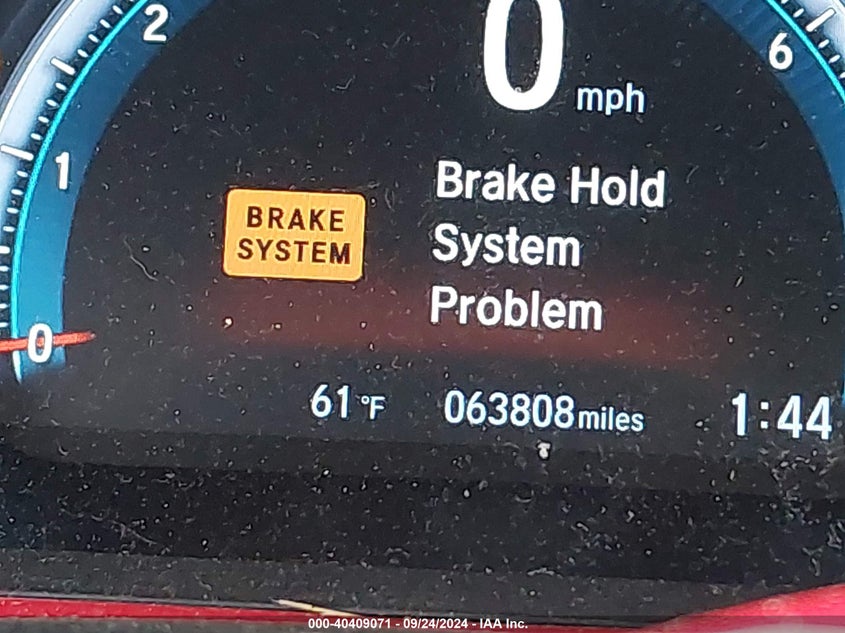 2
6
0 mph
1
Brake Hold
BRAKE
SYSTEM
System
Problem
0
61°F 063808 miles 1:44
000-40409071 - 09/24/2024 - IAA Inc.